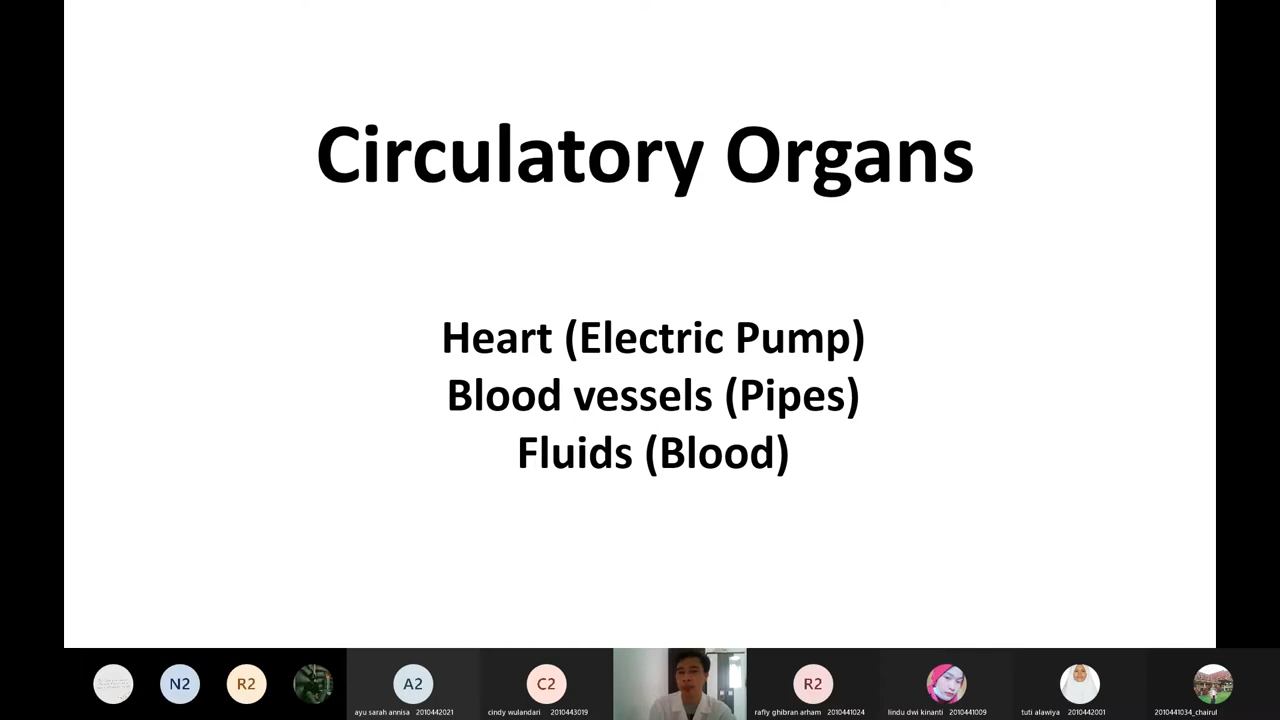 Circulatory Organs
Heart (Electric Pump)
Blood vessels (Pipes)
Fluids (Blood)
N2
R2
A2
C2
R2
ayu sarah annisa 2010442021
cindy wulandari 2010443019
rafly ghibran arham 2010441024
lindu dwi kinanti 2010441009
tuti alawiya 2010442001
2010441034_chairul